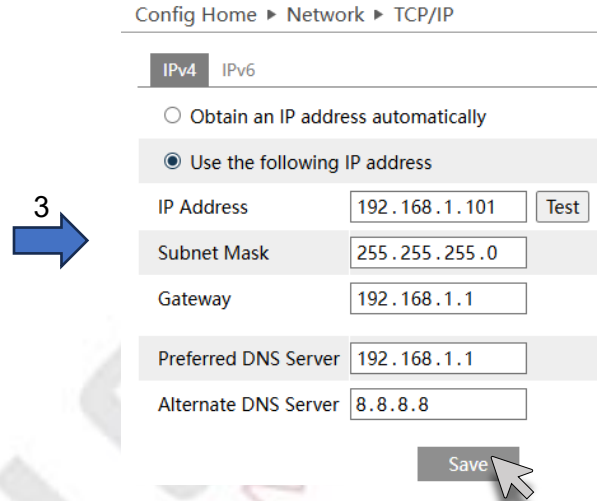 Config Home ▶ Network ▶ TCP/IP
IPv4 IPv6
Obtain an IP address automatically
Use the following IP address
3
IP Address 192.168.1.101 Test
Subnet Mask 255.255.255.0
Gateway 192.168.1.1
Preferred DNS Server 192.168.1.1
Alternate DNS Server 8.8.8.8
Save